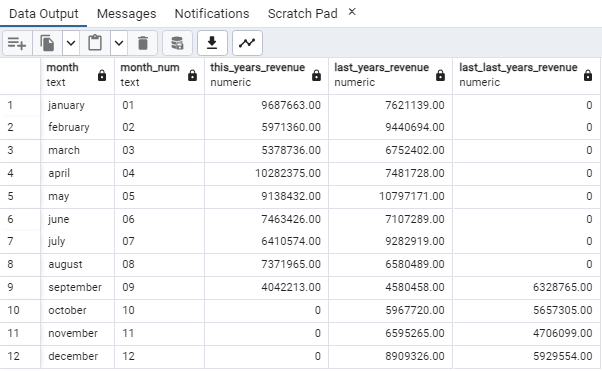 Data Output Messages Notifications Scratch Pad ×
month month_num this_years_revenue last_years_revenue last_last_years_revenue
text text numeric numeric numeric
1 january 01 9687663.00 7621139.00 0
2 february 02 5971360.00 9440694.00 0
3 march 03 5378736.00 6752402.00 0
4 april 04 10282375.00 7481728.00 0
5 may 05 9138432.00 10797171.00 0
6 june 06 7463426.00 7107289.00 0
7 july 07 6410574.00 9282919.00 0
8 august 08 7371965.00 6580489.00 0
9 september 09 4042213.00 4580458.00 6328765.00
10 october 10 0 5967720.00 5657305.00
11 november 11 0 6595265.00 4706099.00
12 december 12 0 8909326.00 5929554.00